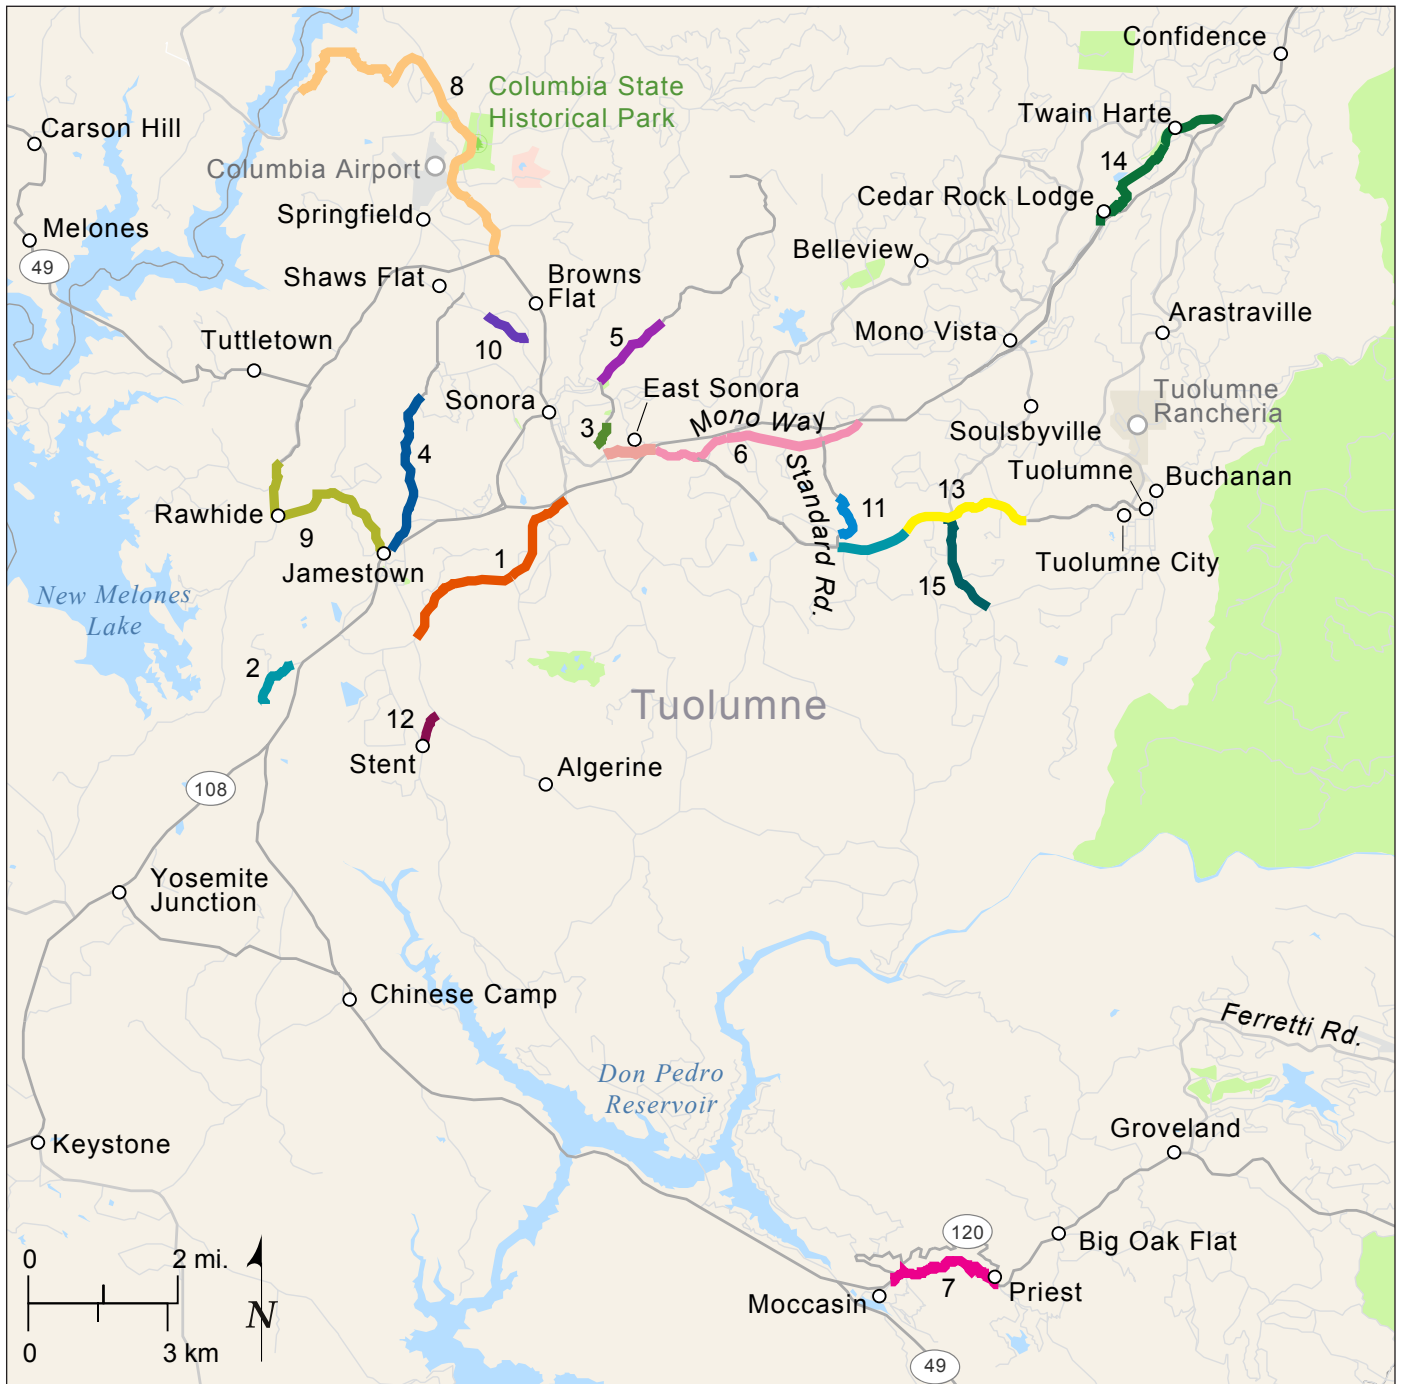 Confidence
8
Columbia State
Historical Park
Twain Harte
Carson Hill
14
Columbia Airport
Cedar Rock Lodge
Springfield
Melones
Belleview
49
Shaws Flat
Browns
Flat
Arastraville
Tuttletown
10
5
Mono Vista
East Sonora
Tuolumne
Rancheria
Sonora
Mono Way
3
Soulsbyville
4
6
Standard Rd.
Tuolumne
Buchanan
13
Rawhide
11
9
1
Jamestown
Tuolumne City
15
New Melones
Lake
2
Tuolumne
12
Stent
Algerine
108
Yosemite
Junction
Chinese Camp
Ferretti Rd.
Don Pedro
Reservoir
Groveland
Keystone
120
Big Oak Flat
0
2 mi.
7
Priest
Moccasin
N
0
3 km
49